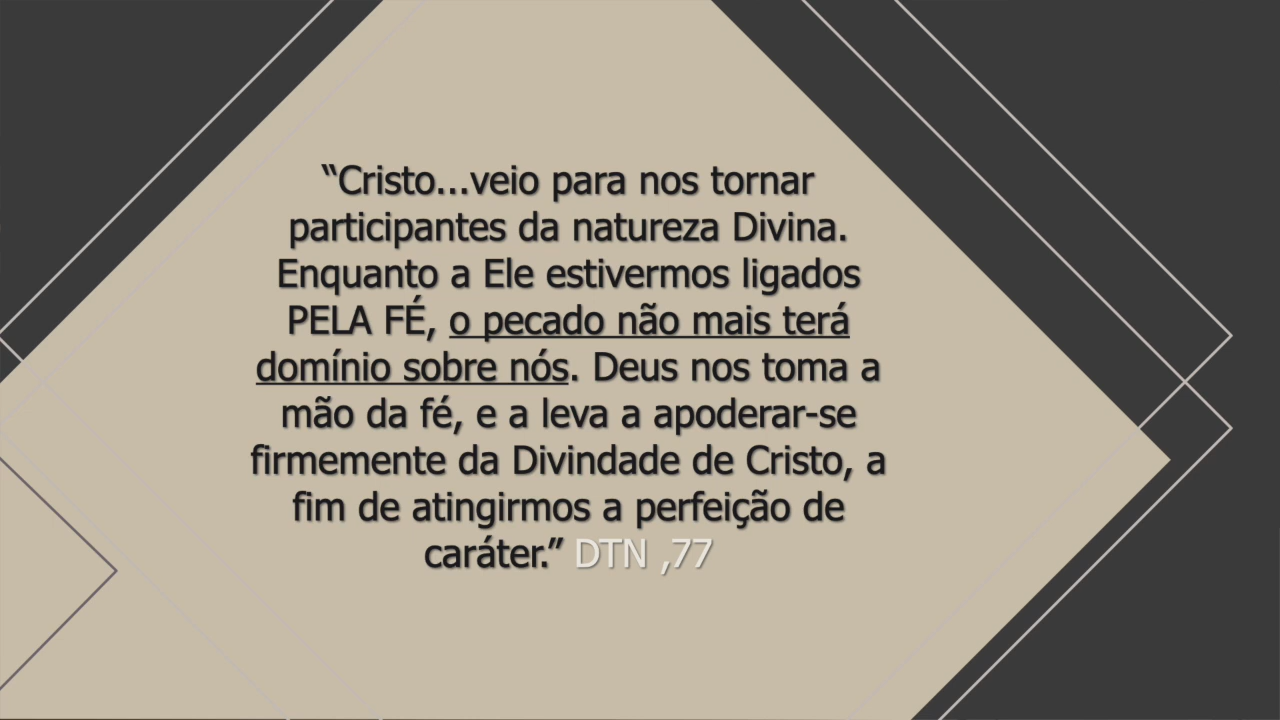 “Cristo...veio para nos tornar
participantes da natureza Divina.
Enquanto a Ele estivermos ligados
PELA FÉ, o pecado não mais terá
domínio sobre nós. Deus nos toma a
mão da fé, e a leva a apoderar-se
firmemente da Divindade de Cristo, a
fim de atingirmos a perfeição de
caráter.” DTN ,77